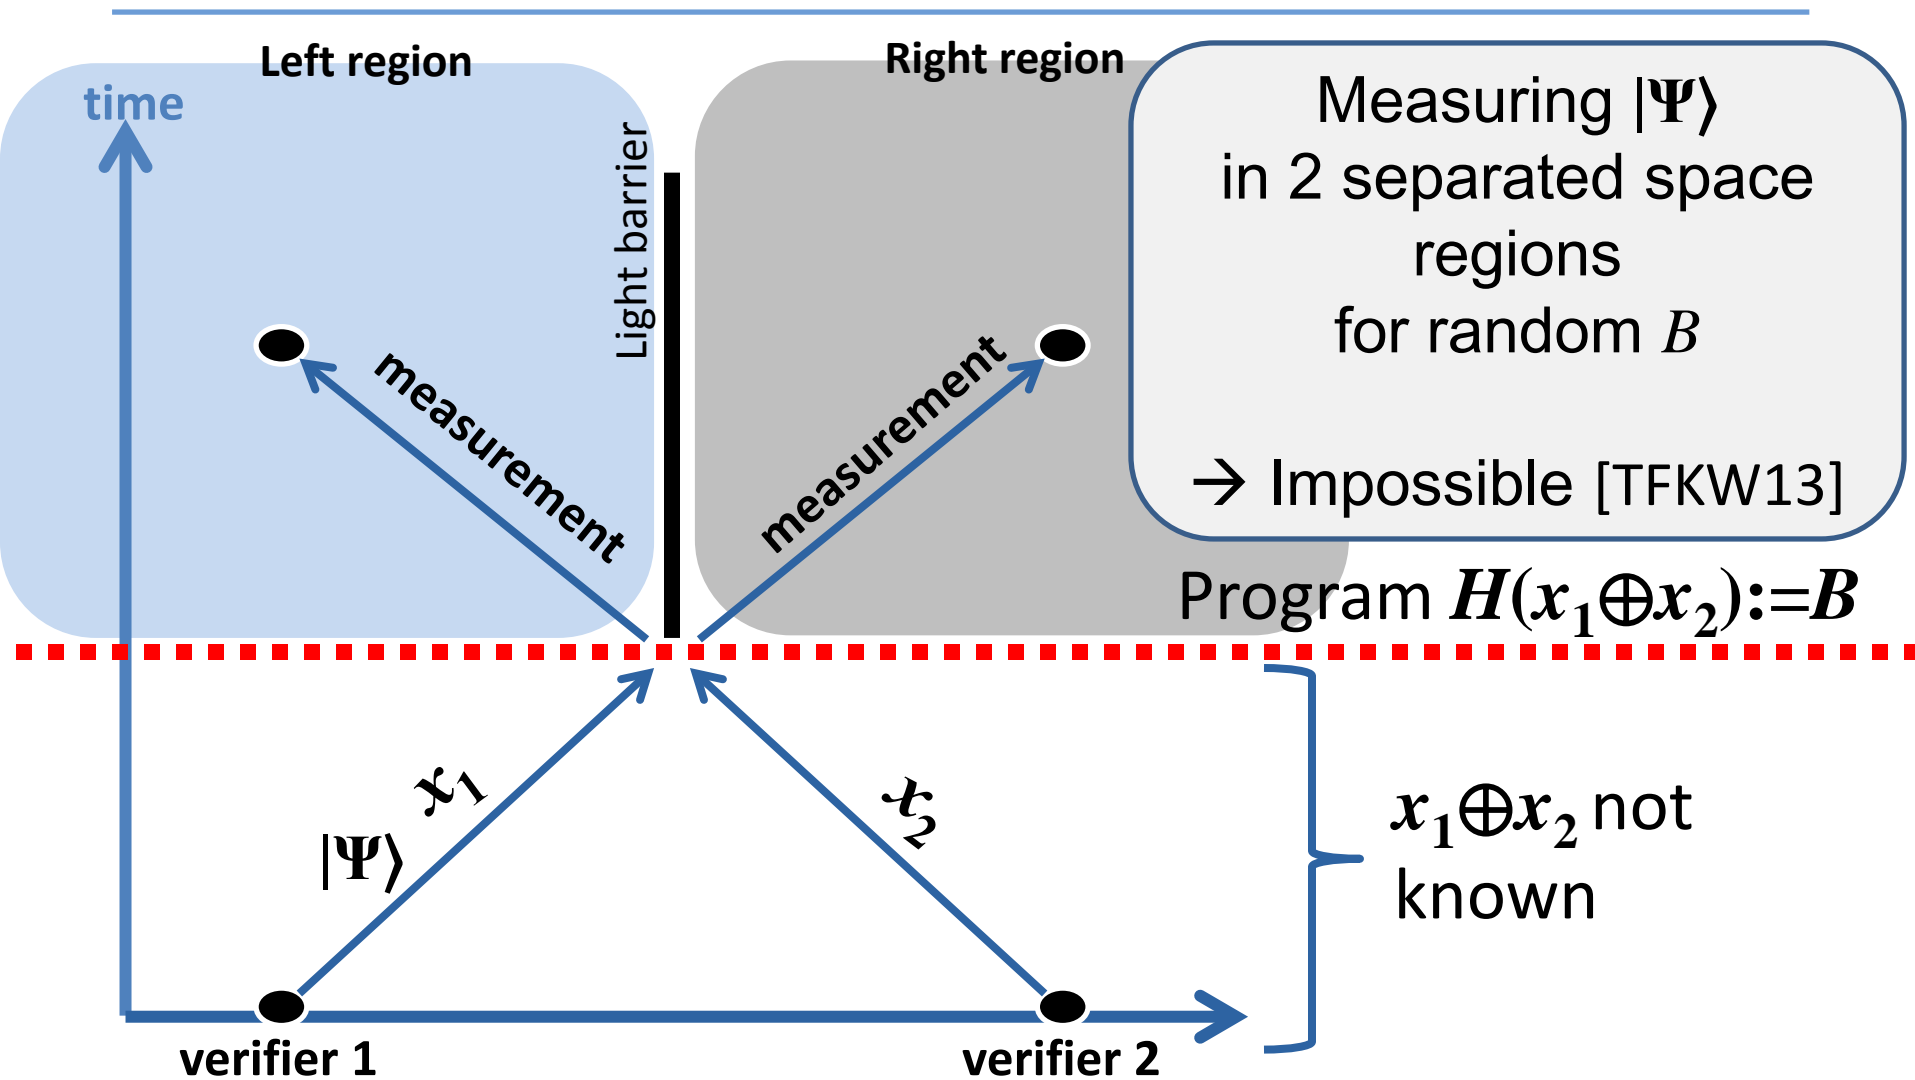 Left region
Right region
time
Light barrier
Measuring |Ψ⟩
in 2 separated space
regions
for random B
→ Impossible [TFKW13]
measurement
measurement
Program H(x₁⊕x₂):=B
x₁
x₂
|Ψ⟩
x₁⊕x₂ not
known
verifier 1
verifier 2